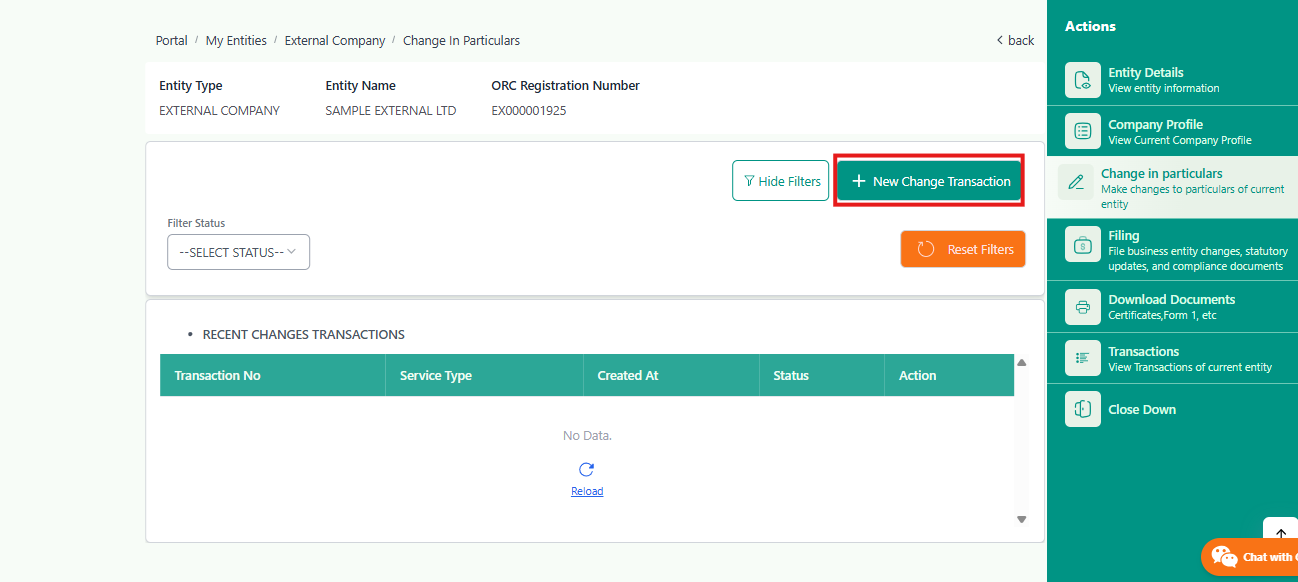 Portal / My Entities / External Company / Change In Particulars
back
Entity Type Entity Name ORC Registration Number
EXTERNAL COMPANY SAMPLE EXTERNAL LTD EX000001925
Hide Filters
New Change Transaction
Filter Status
--SELECT STATUS--
Reset Filters
• RECENT CHANGES TRANSACTIONS
Transaction No Service Type Created At Status Action
No Data.
Reload
Actions
Entity Details
View entity information
Company Profile
View Current Company Profile
Change in particulars
Make changes to particulars of current
entity
Filing
File business entity changes, statutory
updates, and compliance documents
Download Documents
Certificates,Form 1, etc
Transactions
View Transactions of current entity
Close Down
Chat with